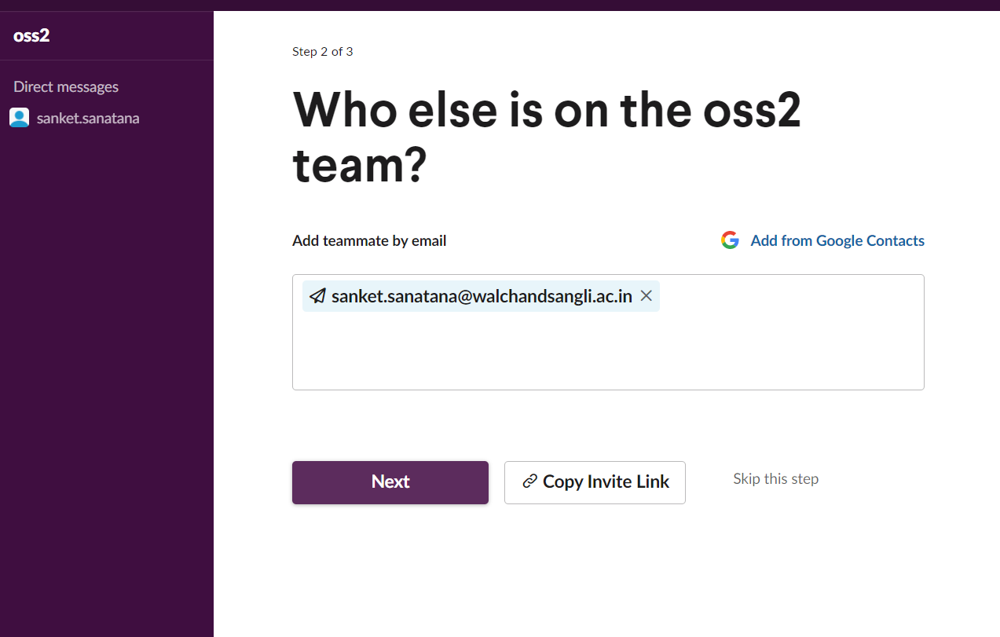 oss2
Direct messages
sanket.sanatana
Step 2 of 3
Who else is on the oss2
team?
Add teammate by email
Add from Google Contacts
sanket.sanatana@walchandsangli.ac.in
Next
Copy Invite Link
Skip this step